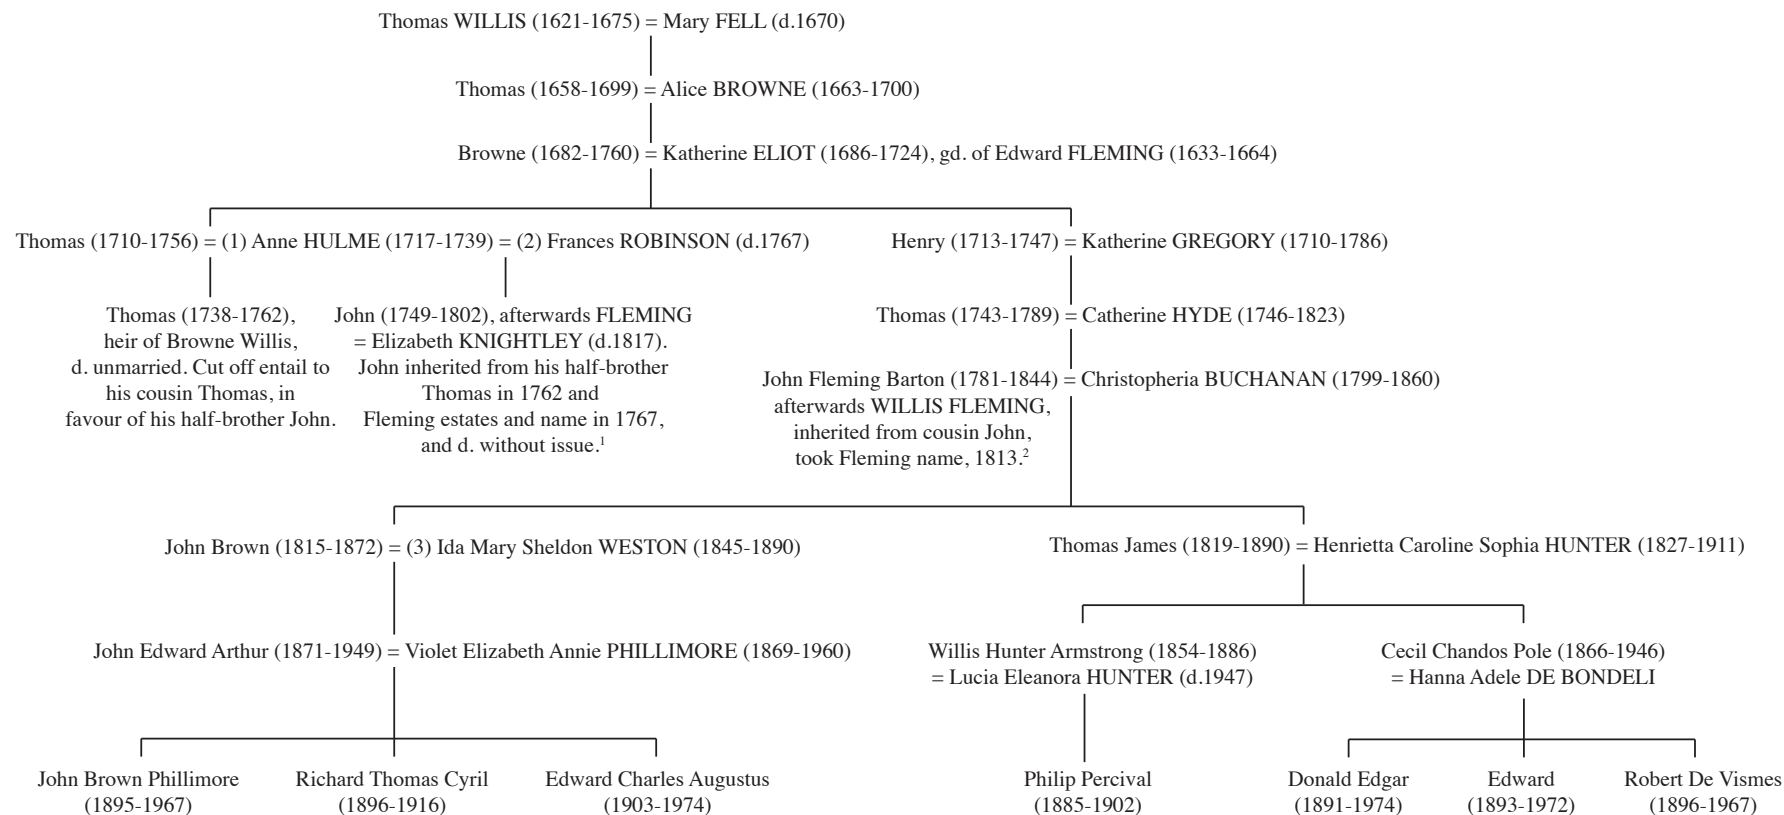 Thomas WILLIS (1621-1675) = Mary FELL (d.1670)
Thomas (1658-1699) = Alice BROWNE (1663-1700)
Browne (1682-1760) = Katherine ELIOT (1686-1724), gd. of Edward FLEMING (1633-1664)
Thomas (1710-1756) = (1) Anne HULME (1717-1739) = (2) Frances ROBINSON (d.1767)
Henry (1713-1747) = Katherine GREGORY (1710-1786)
Thomas (1738-1762),
heir of Browne Willis,
d. unmarried. Cut off entail to
his cousin Thomas, in
favour of his half-brother John.
John (1749-1802), afterwards FLEMING
= Elizabeth KNIGHTLEY (d.1817).
John inherited from his half-brother
Thomas in 1762 and
Fleming estates and name in 1767,
and d. without issue.¹
Thomas (1743-1789) = Catherine HYDE (1746-1823)
John Fleming Barton (1781-1844) = Christopheria BUCHANAN (1799-1860)
afterwards WILLIS FLEMING,
inherited from cousin John,
took Fleming name, 1813.²
John Brown (1815-1872) = (3) Ida Mary Sheldon WESTON (1845-1890)
Thomas James (1819-1890) = Henrietta Caroline Sophia HUNTER (1827-1911)
John Edward Arthur (1871-1949) = Violet Elizabeth Annie PHILLIMORE (1869-1960)
Willis Hunter Armstrong (1854-1886)
= Lucia Eleanora HUNTER (d.1947)
Cecil Chandos Pole (1866-1946)
= Hanna Adele DE BONDELI
John Brown Phillimore
(1895-1967)
Richard Thomas Cyril
(1896-1916)
Edward Charles Augustus
(1903-1974)
Philip Percival
(1885-1902)
Donald Edgar
(1891-1974)
Edward
(1893-1972)
Robert De Vismes
(1896-1967)